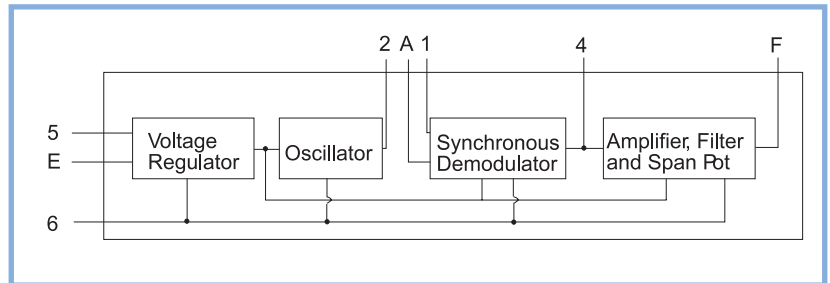 2 A 1 4 F
5
E
6
Voltage
Regulator
Oscillator
Synchronous
Demodulator
Amplifier, Filter
and Span Pot